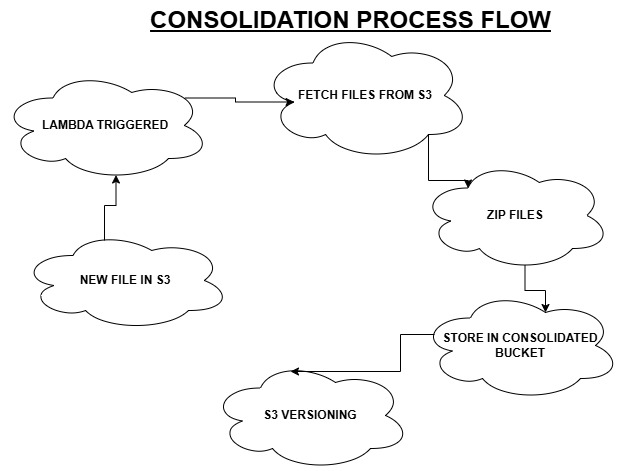 CONSOLIDATION PROCESS FLOW
FETCH FILES FROM S3
LAMBDA TRIGGERED
ZIP FILES
NEW FILE IN S3
STORE IN CONSOLIDATED
BUCKET
S3 VERSIONING